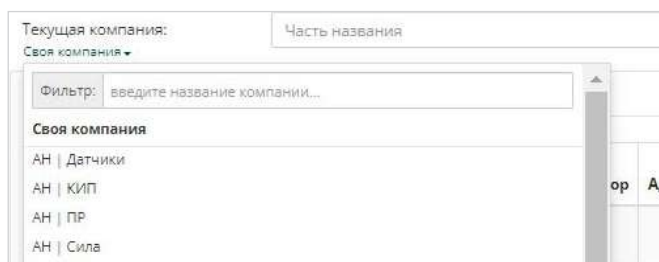 Текущая компания:
Часть названия
Своя компания
Фильтр: введите название компании...
Своя компания
АН | Датчики
ор А
АН | КИП
АН | ПР
АН | Сила